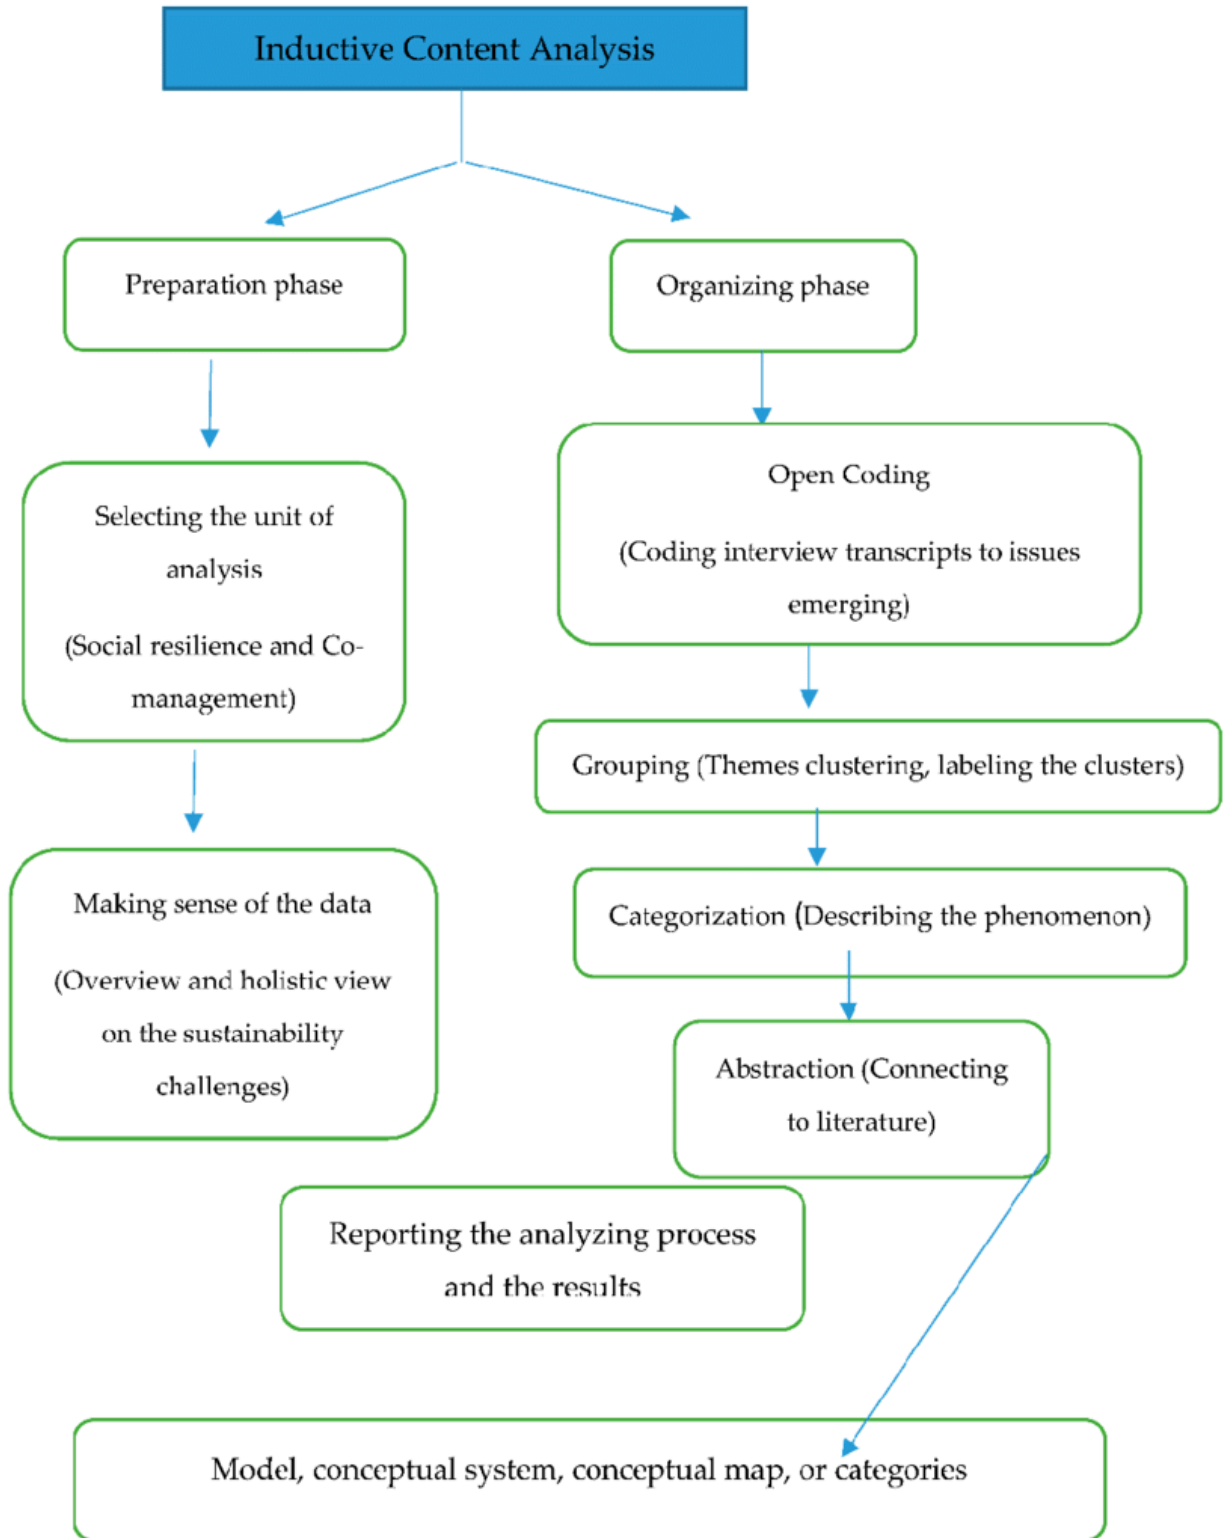 Inductive Content Analysis
Preparation phase
Organizing phase
Selecting the unit of
analysis
(Social resilience and Co-
management)
Making sense of the data
(Overview and holistic view
on the sustainability
challenges)
Open Coding
(Coding interview transcripts to issues
emerging)
Grouping (Themes clustering, labeling the clusters)
Categorization (Describing the phenomenon)
Abstraction (Connecting
to literature)
Reporting the analyzing process
and the results
Model, conceptual system, conceptual map, or categories